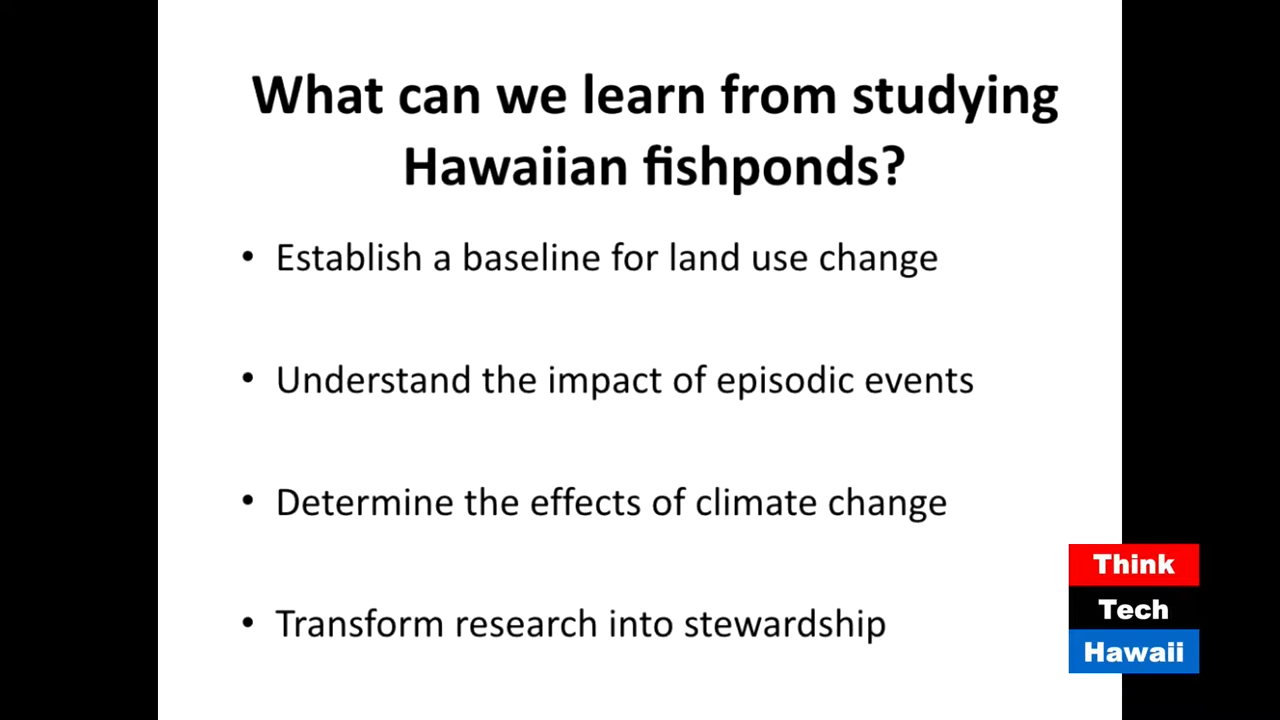 What can we learn from studying
Hawaiian fishponds?
• Establish a baseline for land use change
• Understand the impact of episodic events
• Determine the effects of climate change
• Transform research into stewardship
Think
Tech
Hawaii